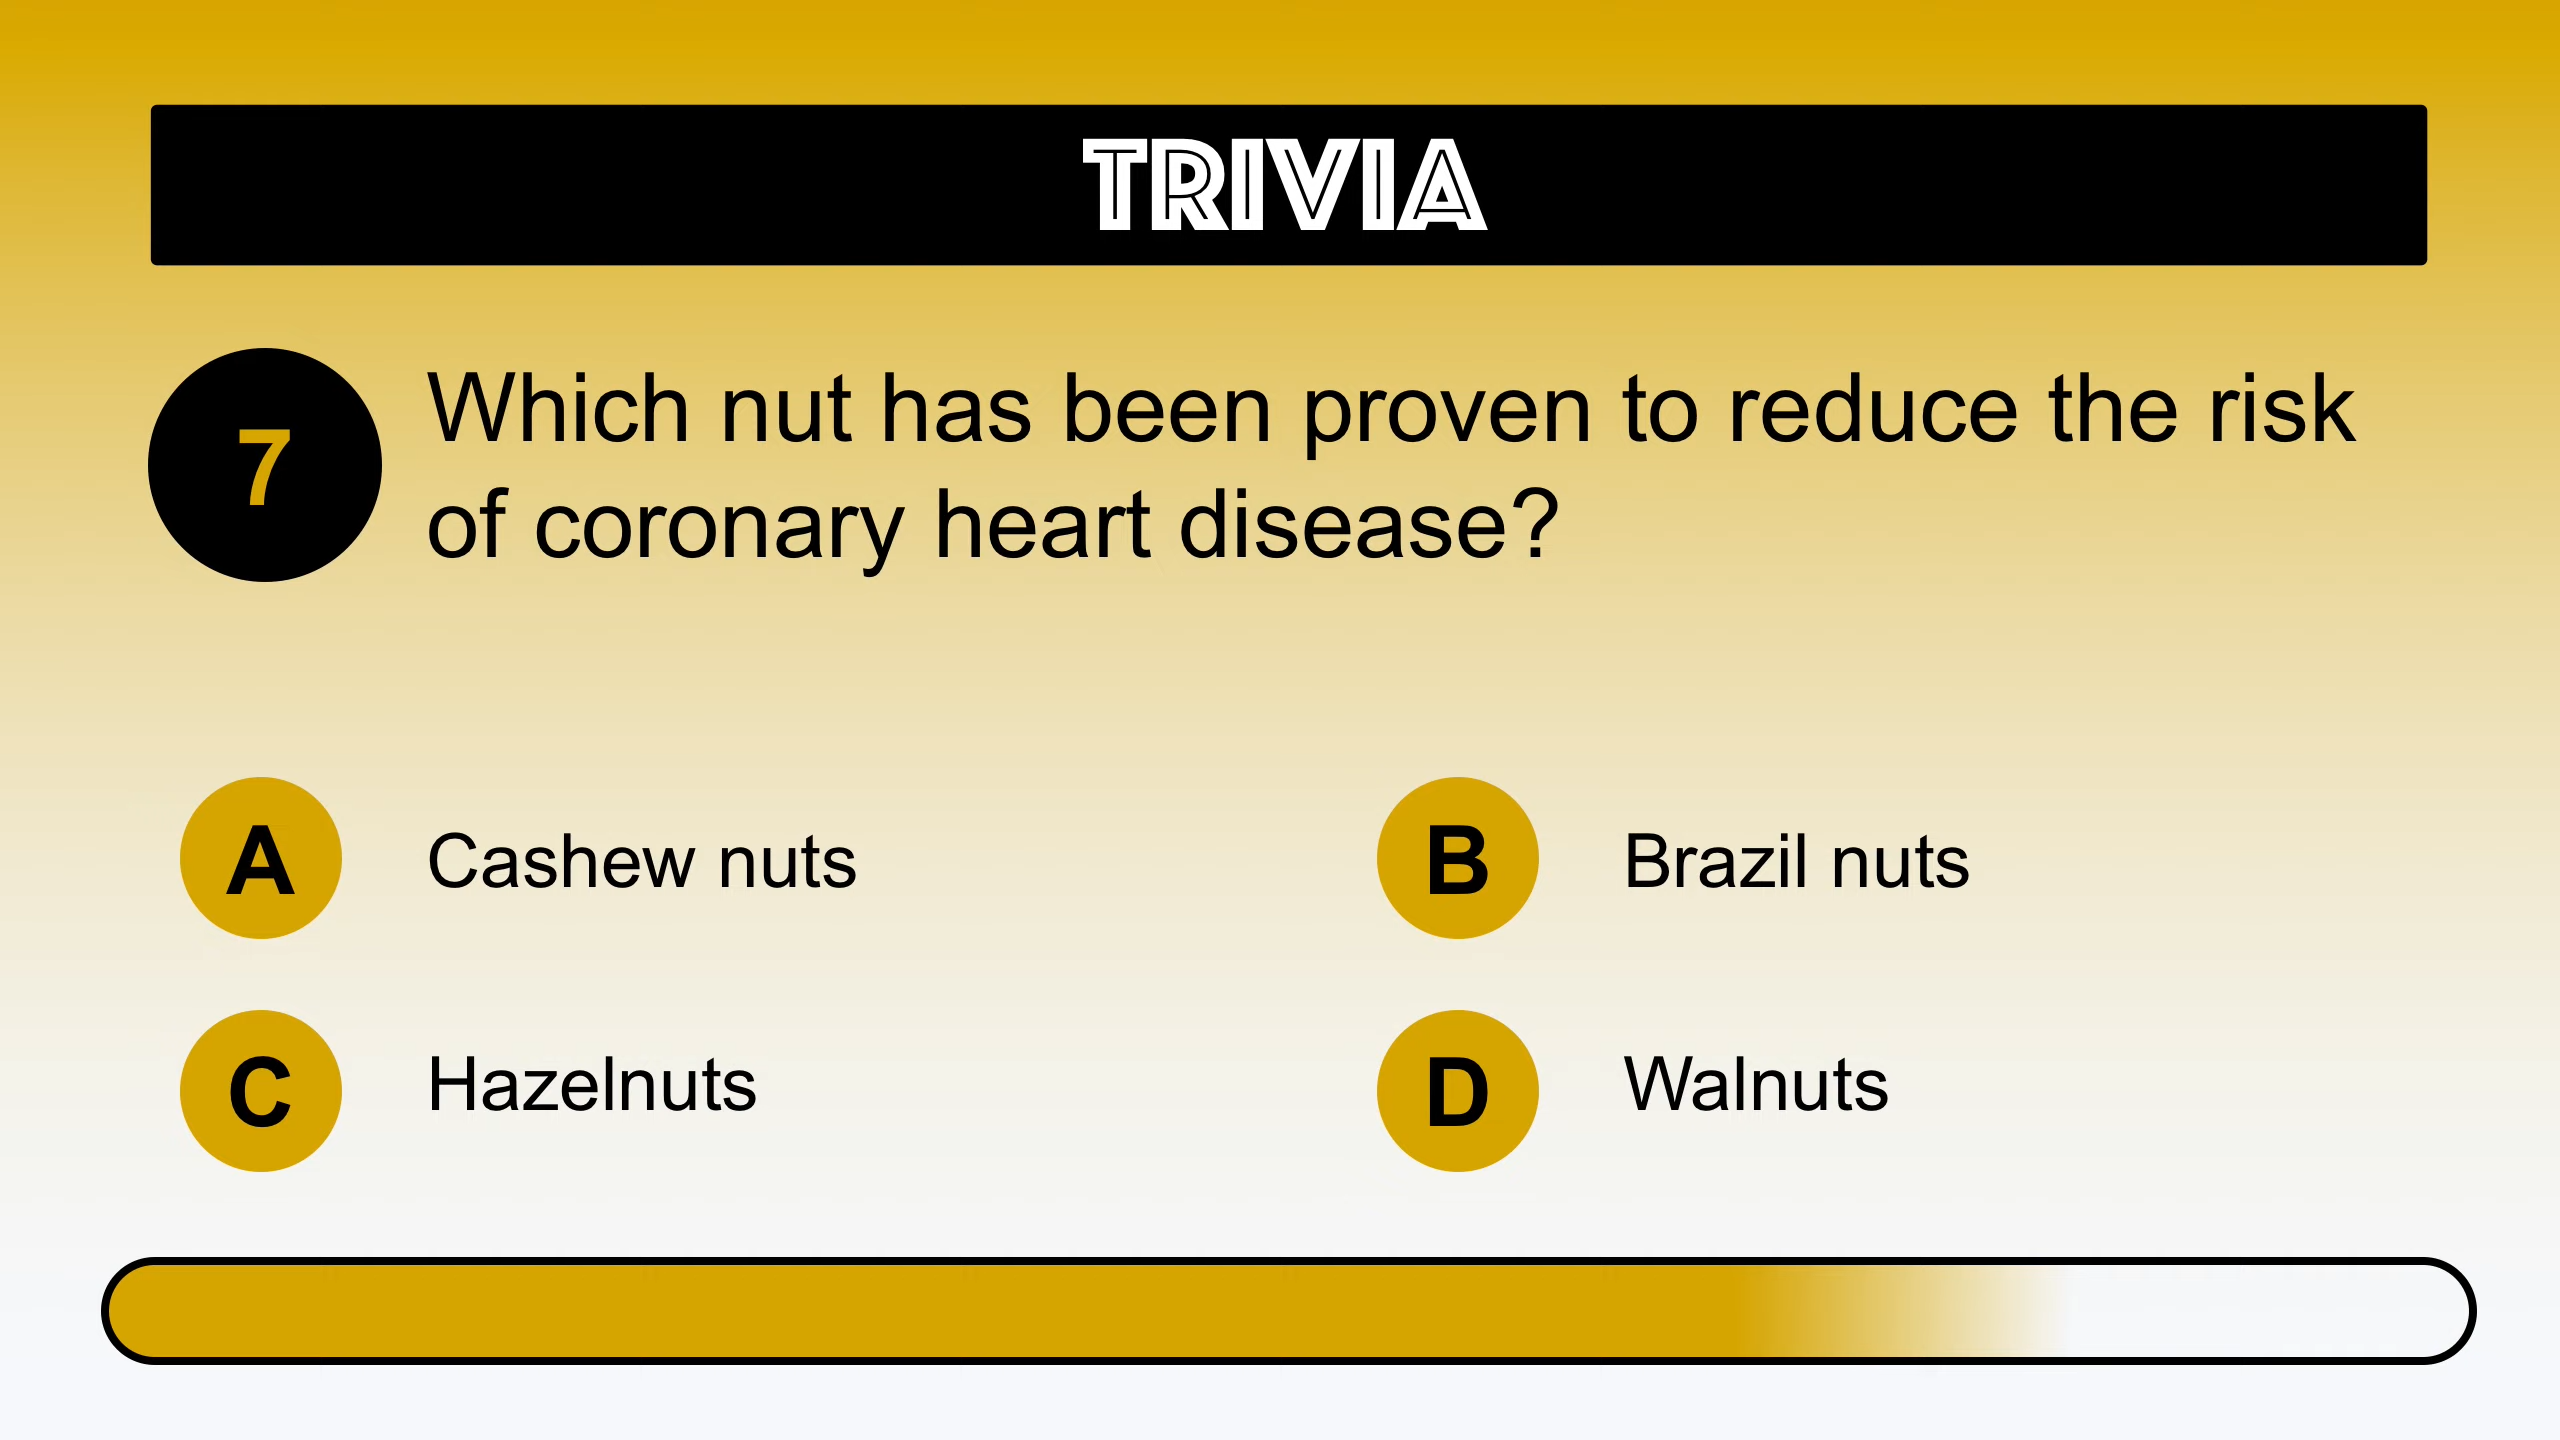 TRIVIA
7
Which nut has been proven to reduce the risk
of coronary heart disease?
A Cashew nuts
B Brazil nuts
C Hazelnuts
D Walnuts